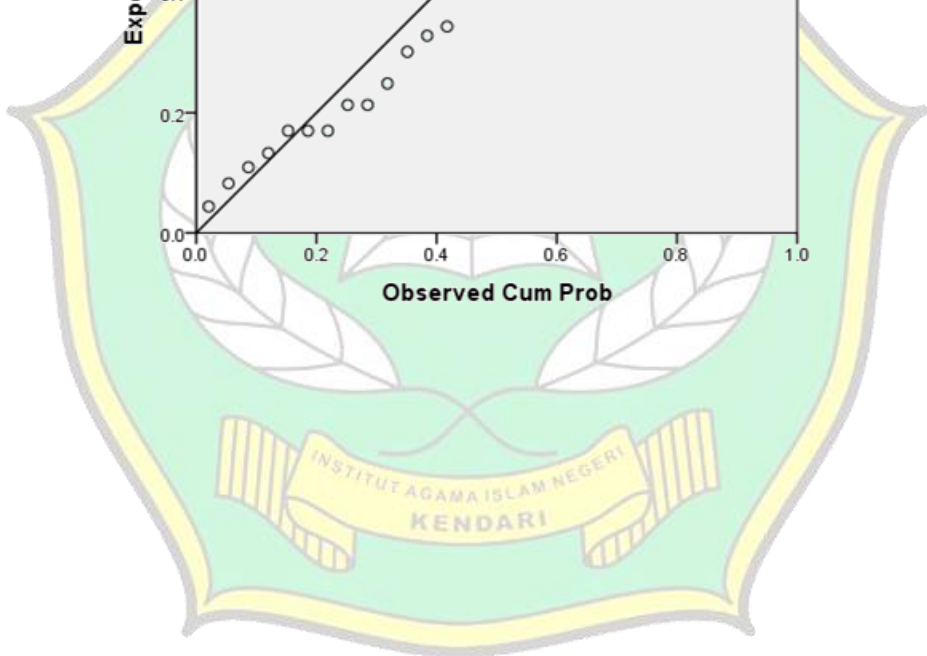 0.2
0.0
0.0 0.2 0.4 0.6 0.8 1.0
Observed Cum Prob
INSTITUT AGAMA ISLAM NEGERI
KENDARI